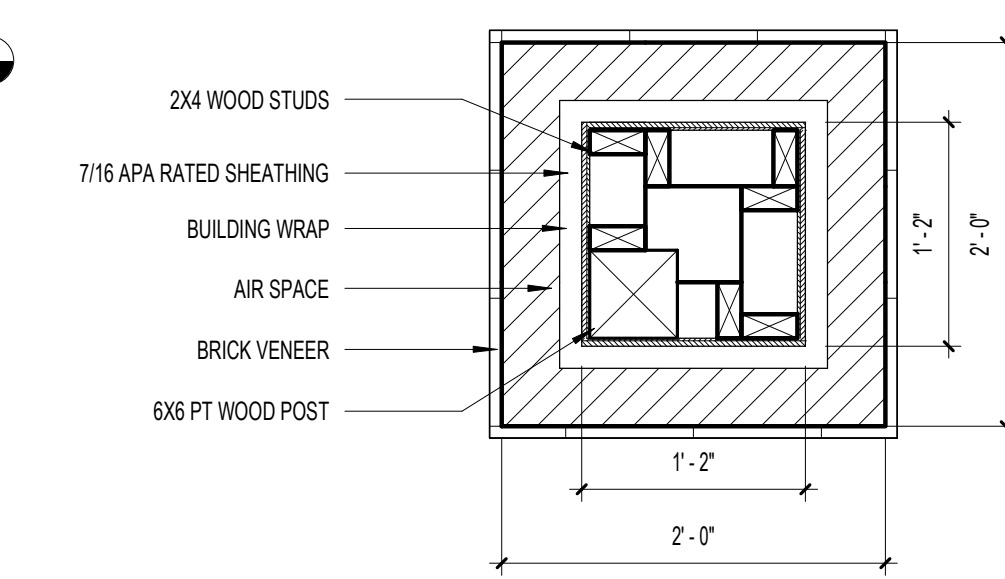 2X4 WOOD STUDS
7/16 APA RATED SHEATHING
BUILDING WRAP
AIR SPACE
BRICK VENEER
6X6 PT WOOD POST
1' - 2"
2' - 0"
1' - 2"
2' - 0"